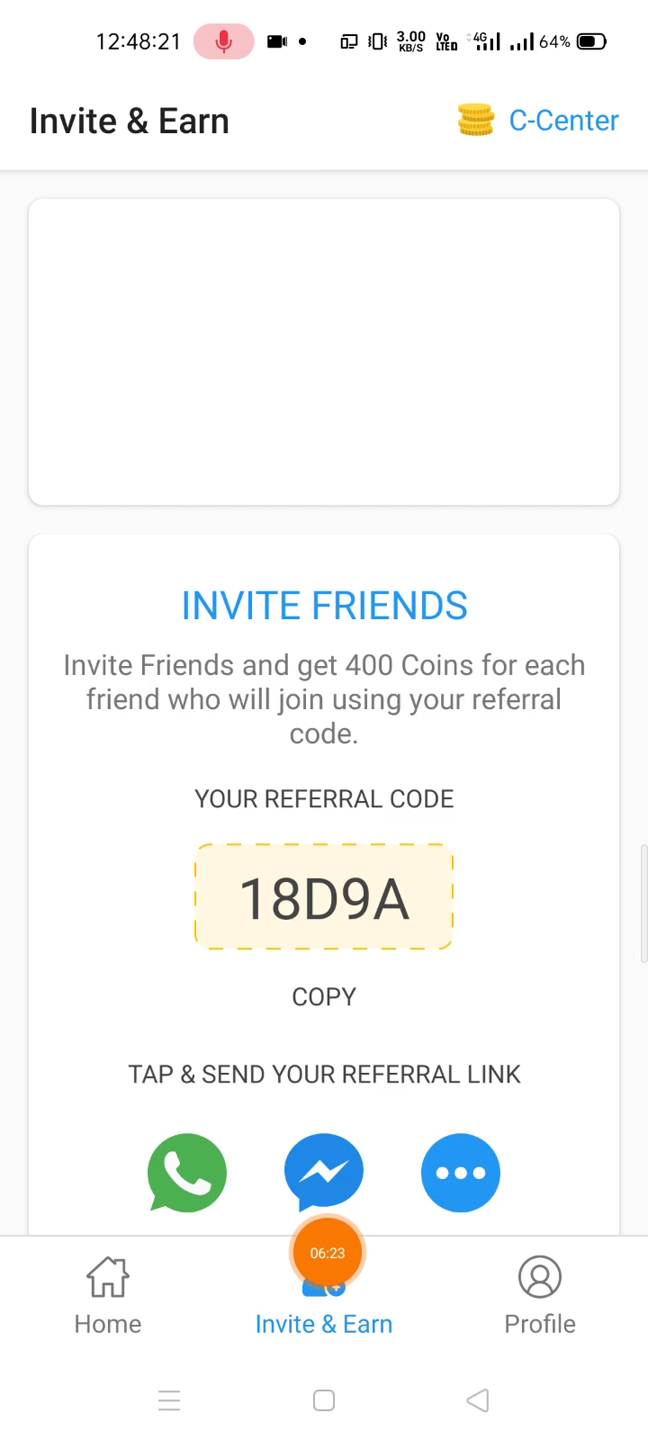 12:48:21 3.00 KB/S Vo LTE 4G 64%
Invite & Earn C-Center
INVITE FRIENDS
Invite Friends and get 400 Coins for each
friend who will join using your referral
code.
YOUR REFERRAL CODE
18D9A
COPY
TAP & SEND YOUR REFERRAL LINK
06:23
Home Invite & Earn Profile